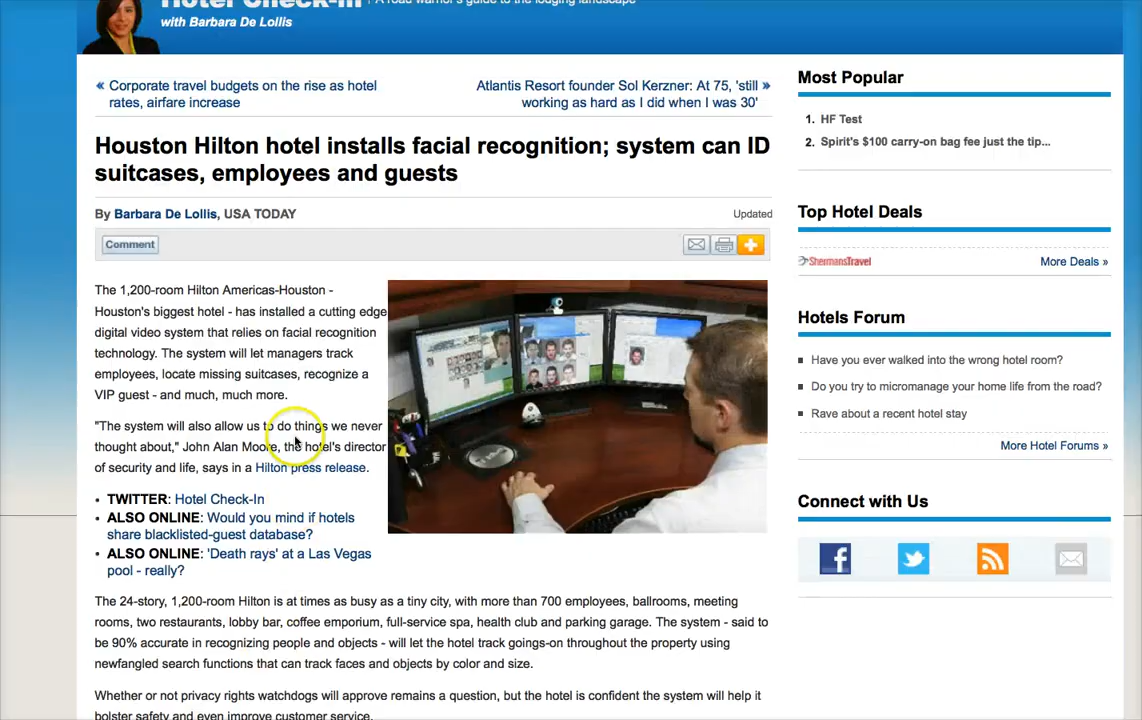 Hotel Check-In | A road warrior's guide to the lodging landscape
with Barbara De Lollis
« Corporate travel budgets on the rise as hotel
rates, airfare increase
Atlantis Resort founder Sol Kerzner: At 75, 'still »
working as hard as I did when I was 30'
Houston Hilton hotel installs facial recognition; system can ID
suitcases, employees and guests
By Barbara De Lollis, USA TODAY
Updated
Comment
The 1,200-room Hilton Americas-Houston -
Houston's biggest hotel - has installed a cutting edge
digital video system that relies on facial recognition
technology. The system will let managers track
employees, locate missing suitcases, recognize a
VIP guest - and much, much more.
"The system will also allow us to do things we never
thought about," John Alan Moore, the hotel's director
of security and life, says in a Hilton press release.
• TWITTER: Hotel Check-In
• ALSO ONLINE: Would you mind if hotels
share blacklisted-guest database?
• ALSO ONLINE: 'Death rays' at a Las Vegas
pool - really?
The 24-story, 1,200-room Hilton is at times as busy as a tiny city, with more than 700 employees, ballrooms, meeting
rooms, two restaurants, lobby bar, coffee emporium, full-service spa, health club and parking garage. The system - said to
be 90% accurate in recognizing people and objects - will let the hotel track goings-on throughout the property using
newfangled search functions that can track faces and objects by color and size.
Whether or not privacy rights watchdogs will approve remains a question, but the hotel is confident the system will help it
bolster safety and even improve customer service.
Most Popular
1. HF Test
2. Spirit's $100 carry-on bag fee just the tip...
Top Hotel Deals
ShermansTravel
More Deals »
Hotels Forum
Have you ever walked into the wrong hotel room?
Do you try to micromanage your home life from the road?
Rave about a recent hotel stay
More Hotel Forums »
Connect with Us